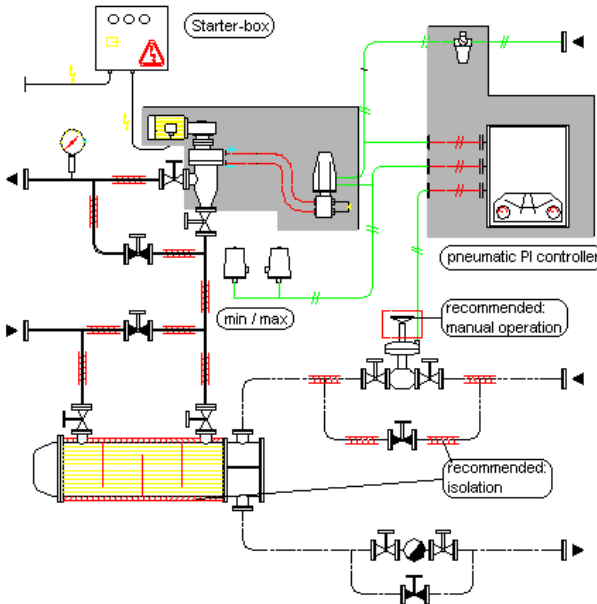 Starter-box
pneumatic PI controller
min / max
recommended:
manual operation
recommended:
isolation